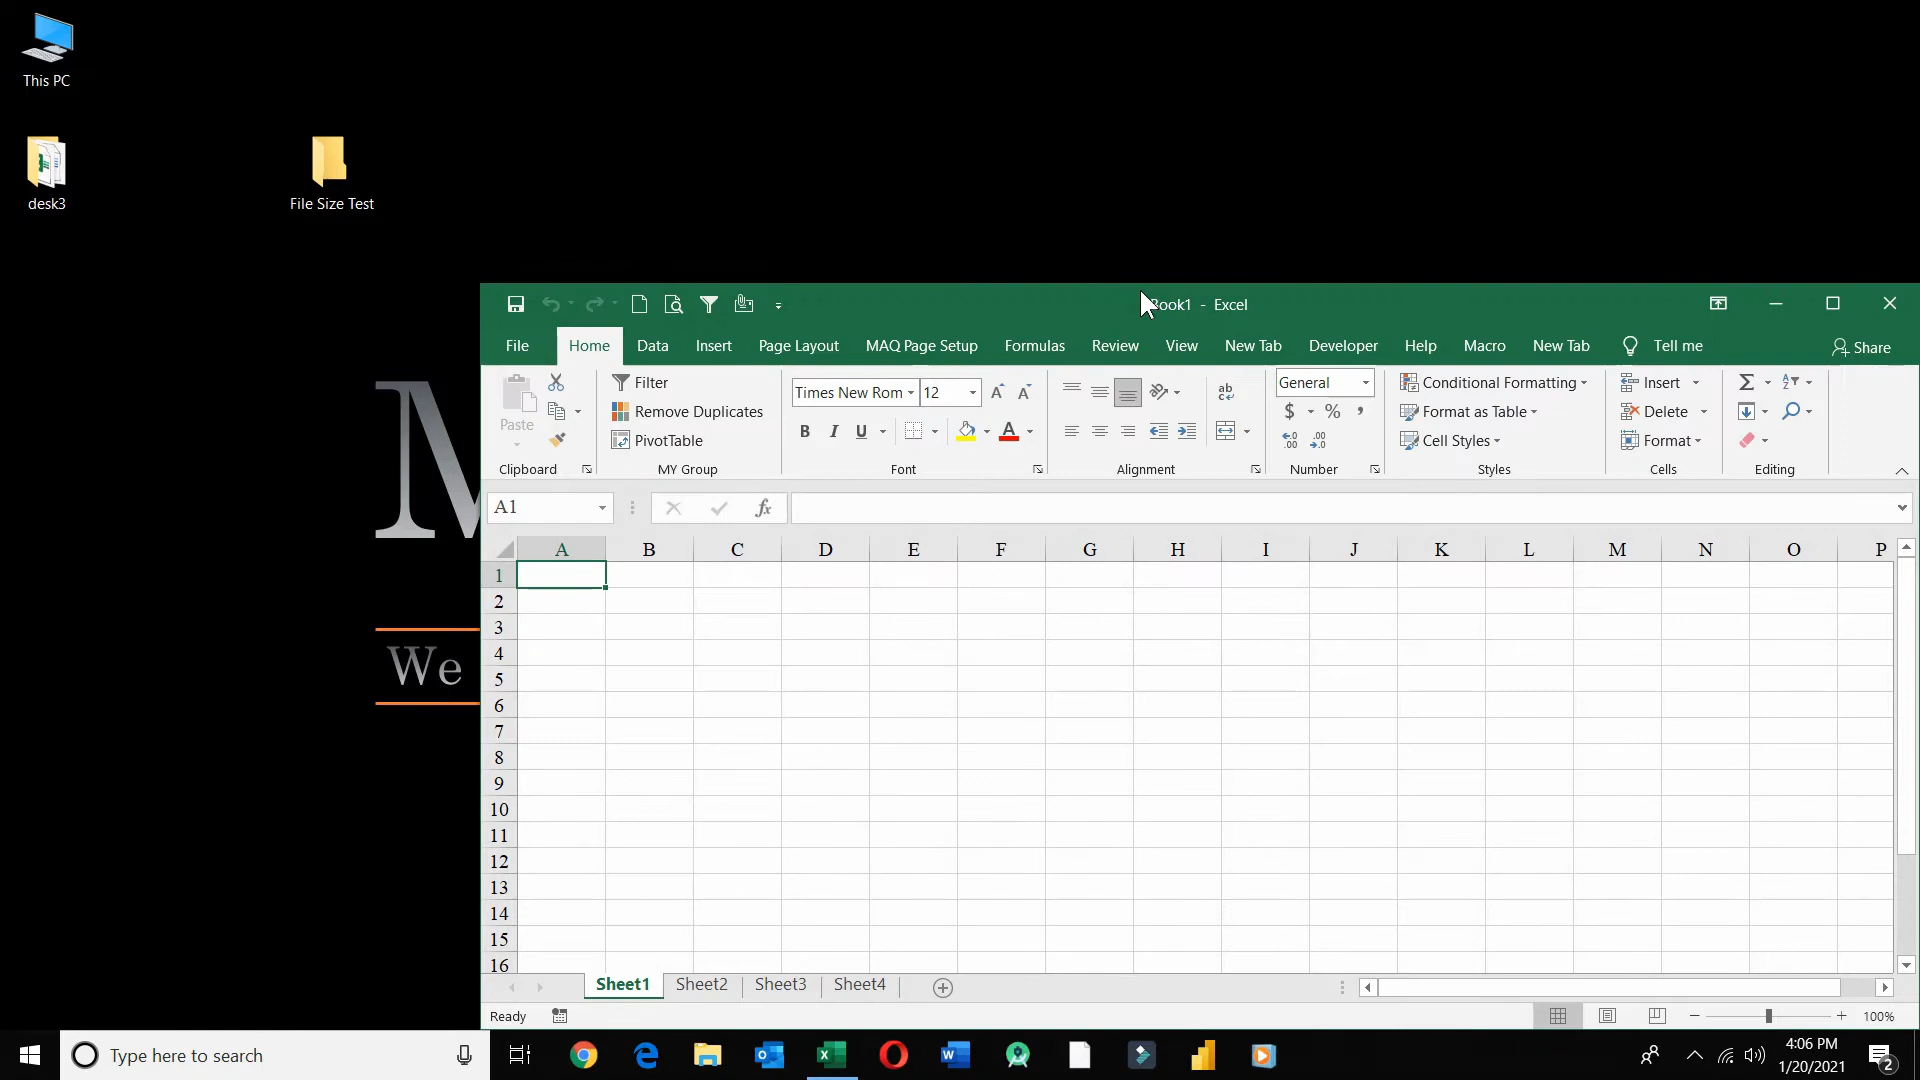 This PC
desk3
File Size Test
M
We
Book1 - Excel
File Home Data Insert Page Layout MAQ Page Setup Formulas Review View New Tab Developer Help Macro New Tab Tell me Share
Paste
Clipboard
Filter
Remove Duplicates
PivotTable
MY Group
Times New Rom 12
B I U A
Font
ab
Alignment
General
$ % ,
Number
Conditional Formatting
Format as Table
Cell Styles
Styles
Insert
Delete
Format
Cells
Editing
A1 fx
A B C D E F G H I J K L M N O P
1
2
3
4
5
6
7
8
9
10
11
12
13
14
15
16
Sheet1 Sheet2 Sheet3 Sheet4
Ready 100%
Type here to search
4:06 PM
1/20/2021
2